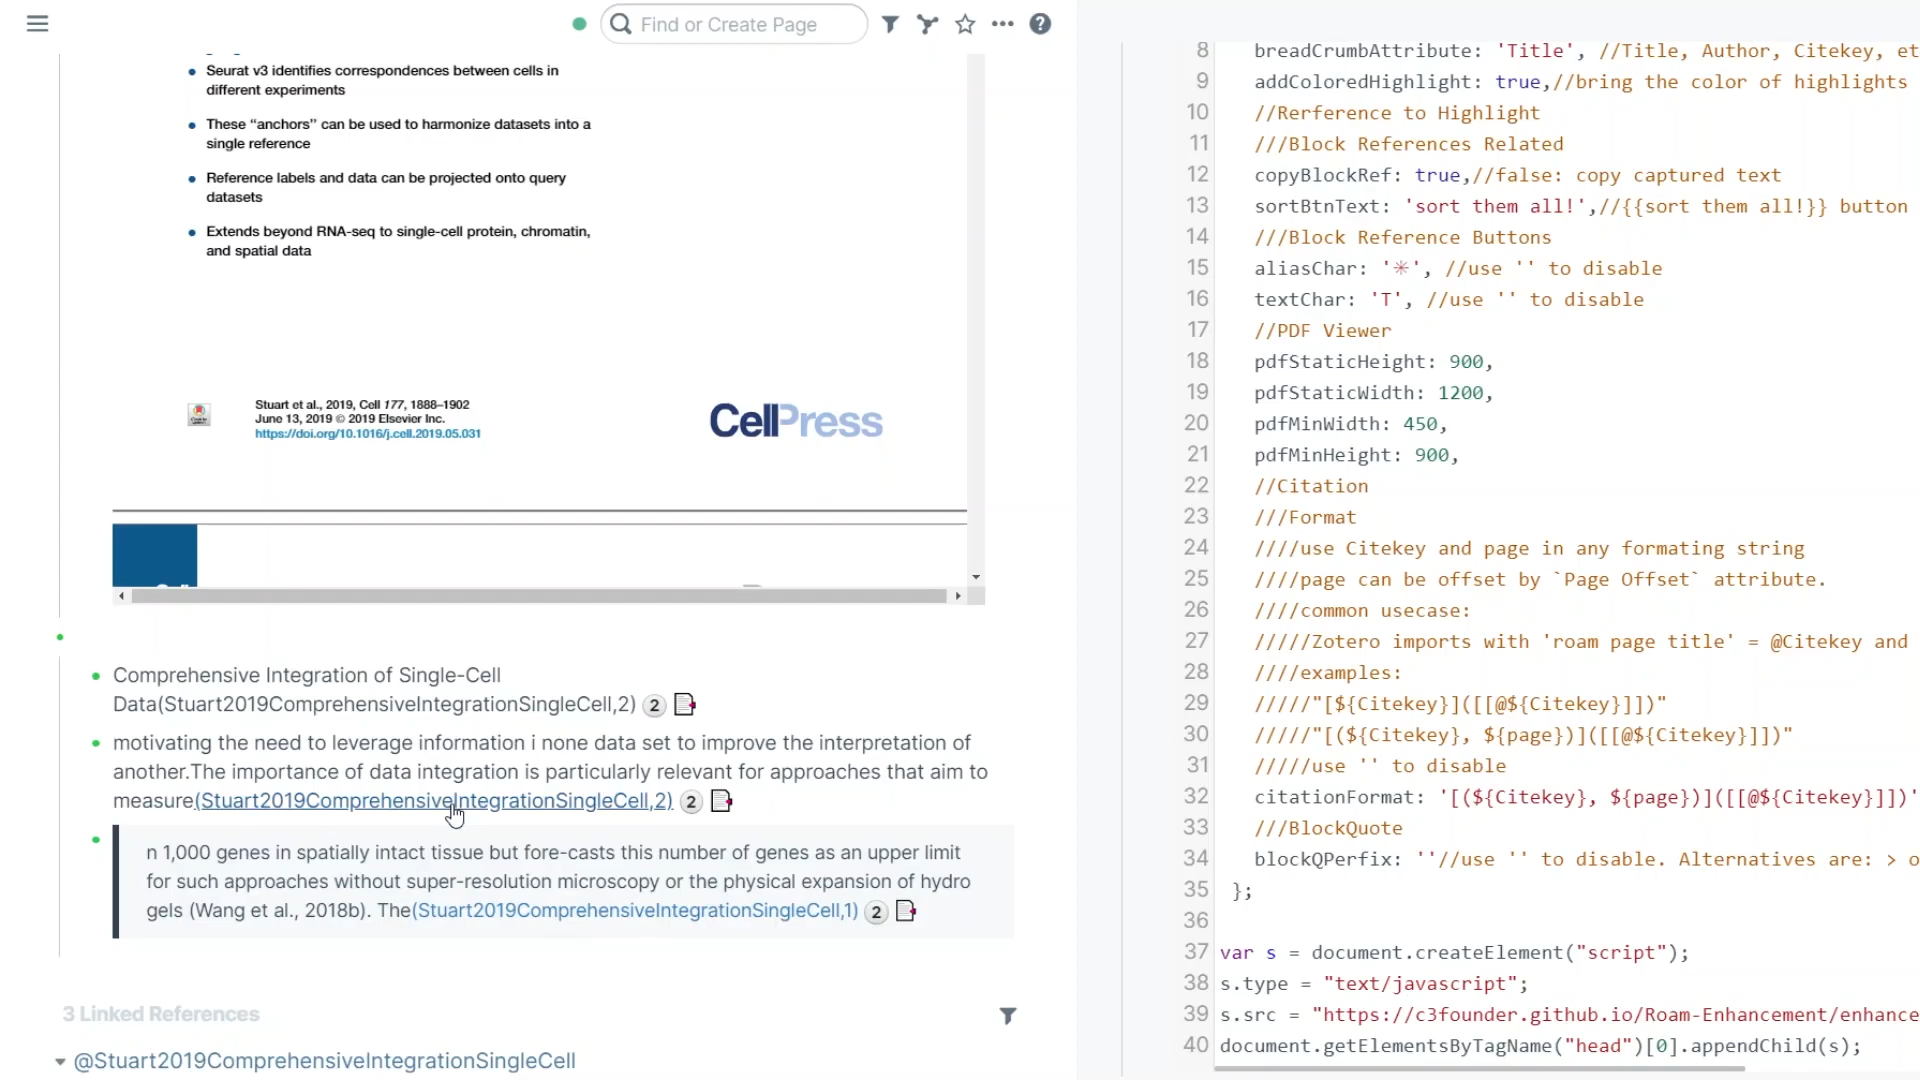 Find or Create Page
Seurat v3 identifies correspondences between cells in
different experiments
These “anchors” can be used to harmonize datasets into a
single reference
Reference labels and data can be projected onto query
datasets
Extends beyond RNA-seq to single-cell protein, chromatin,
and spatial data
Stuart et al., 2019, Cell 177, 1888–1902
June 13, 2019 © 2019 Elsevier Inc.
https://doi.org/10.1016/j.cell.2019.05.031
CellPress
Comprehensive Integration of Single-Cell
Data(Stuart2019ComprehensiveIntegrationSingleCell,2) 2
motivating the need to leverage information i none data set to improve the interpretation of
another.The importance of data integration is particularly relevant for approaches that aim to
measure(Stuart2019ComprehensiveIntegrationSingleCell,2) 2
n 1,000 genes in spatially intact tissue but fore-casts this number of genes as an upper limit
for such approaches without super-resolution microscopy or the physical expansion of hydro
gels (Wang et al., 2018b). The(Stuart2019ComprehensiveIntegrationSingleCell,1) 2
3 Linked References
@Stuart2019ComprehensiveIntegrationSingleCell
8 breadCrumbAttribute: 'Title', //Title, Author, Citekey, et
9 addColoredHighlight: true,//bring the color of highlights
10 //Rerference to Highlight
11 ///Block References Related
12 copyBlockRef: true,//false: copy captured text
13 sortBtnText: 'sort them all!',//{{sort them all!}} button
14 ///Block Reference Buttons
15 aliasChar: '✳', //use '' to disable
16 textChar: 'T', //use '' to disable
17 //PDF Viewer
18 pdfStaticHeight: 900,
19 pdfStaticWidth: 1200,
20 pdfMinWidth: 450,
21 pdfMinHeight: 900,
22 //Citation
23 ///Format
24 ////use Citekey and page in any formating string
25 ////page can be offset by `Page Offset` attribute.
26 ////common usecase:
27 /////Zotero imports with 'roam page title' = @Citekey and
28 ////examples:
29 /////"[${Citekey}]([[@${Citekey}]])"
30 /////"[(${Citekey}, ${page})]([[@${Citekey}]])"
31 /////use '' to disable
32 citationFormat: '[(${Citekey}, ${page})]([[@${Citekey}]])'
33 ///BlockQuote
34 blockQPerfix: ''//use '' to disable. Alternatives are: > o
35 };
36
37 var s = document.createElement("script");
38 s.type = "text/javascript";
39 s.src = "https://c3founder.github.io/Roam-Enhancement/enhance
40 document.getElementsByTagName("head")[0].appendChild(s);